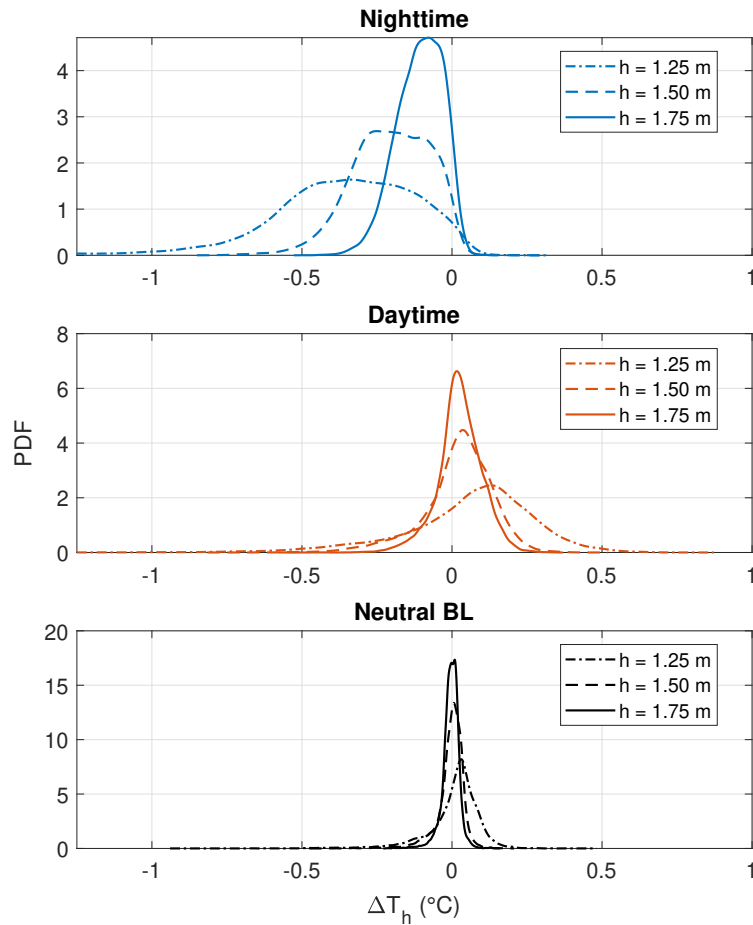 Nighttime
4
3
2
1
0
h = 1.25 m
h = 1.50 m
h = 1.75 m
-1
-0.5
0
0.5
1
Daytime
PDF
8
6
4
2
0
h = 1.25 m
h = 1.50 m
h = 1.75 m
-1
-0.5
0
0.5
1
Neutral BL
20
15
10
5
0
h = 1.25 m
h = 1.50 m
h = 1.75 m
-1
-0.5
0
0.5
1
ΔT_h (°C)